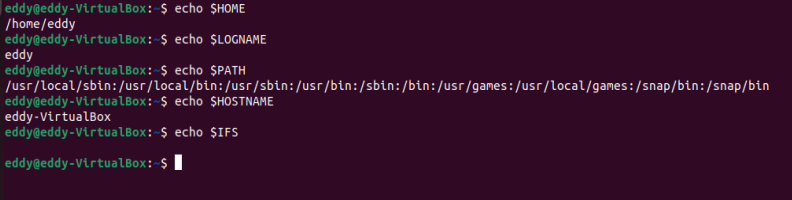 eddy@eddy-VirtualBox:~$ echo $HOME
/home/eddy
eddy@eddy-VirtualBox:~$ echo $LOGNAME
eddy
eddy@eddy-VirtualBox:~$ echo $PATH
/usr/local/sbin:/usr/local/bin:/usr/sbin:/usr/bin:/sbin:/bin:/usr/games:/usr/local/games:/snap/bin:/snap/bin
eddy@eddy-VirtualBox:~$ echo $HOSTNAME
eddy-VirtualBox
eddy@eddy-VirtualBox:~$ echo $IFS
eddy@eddy-VirtualBox:~$